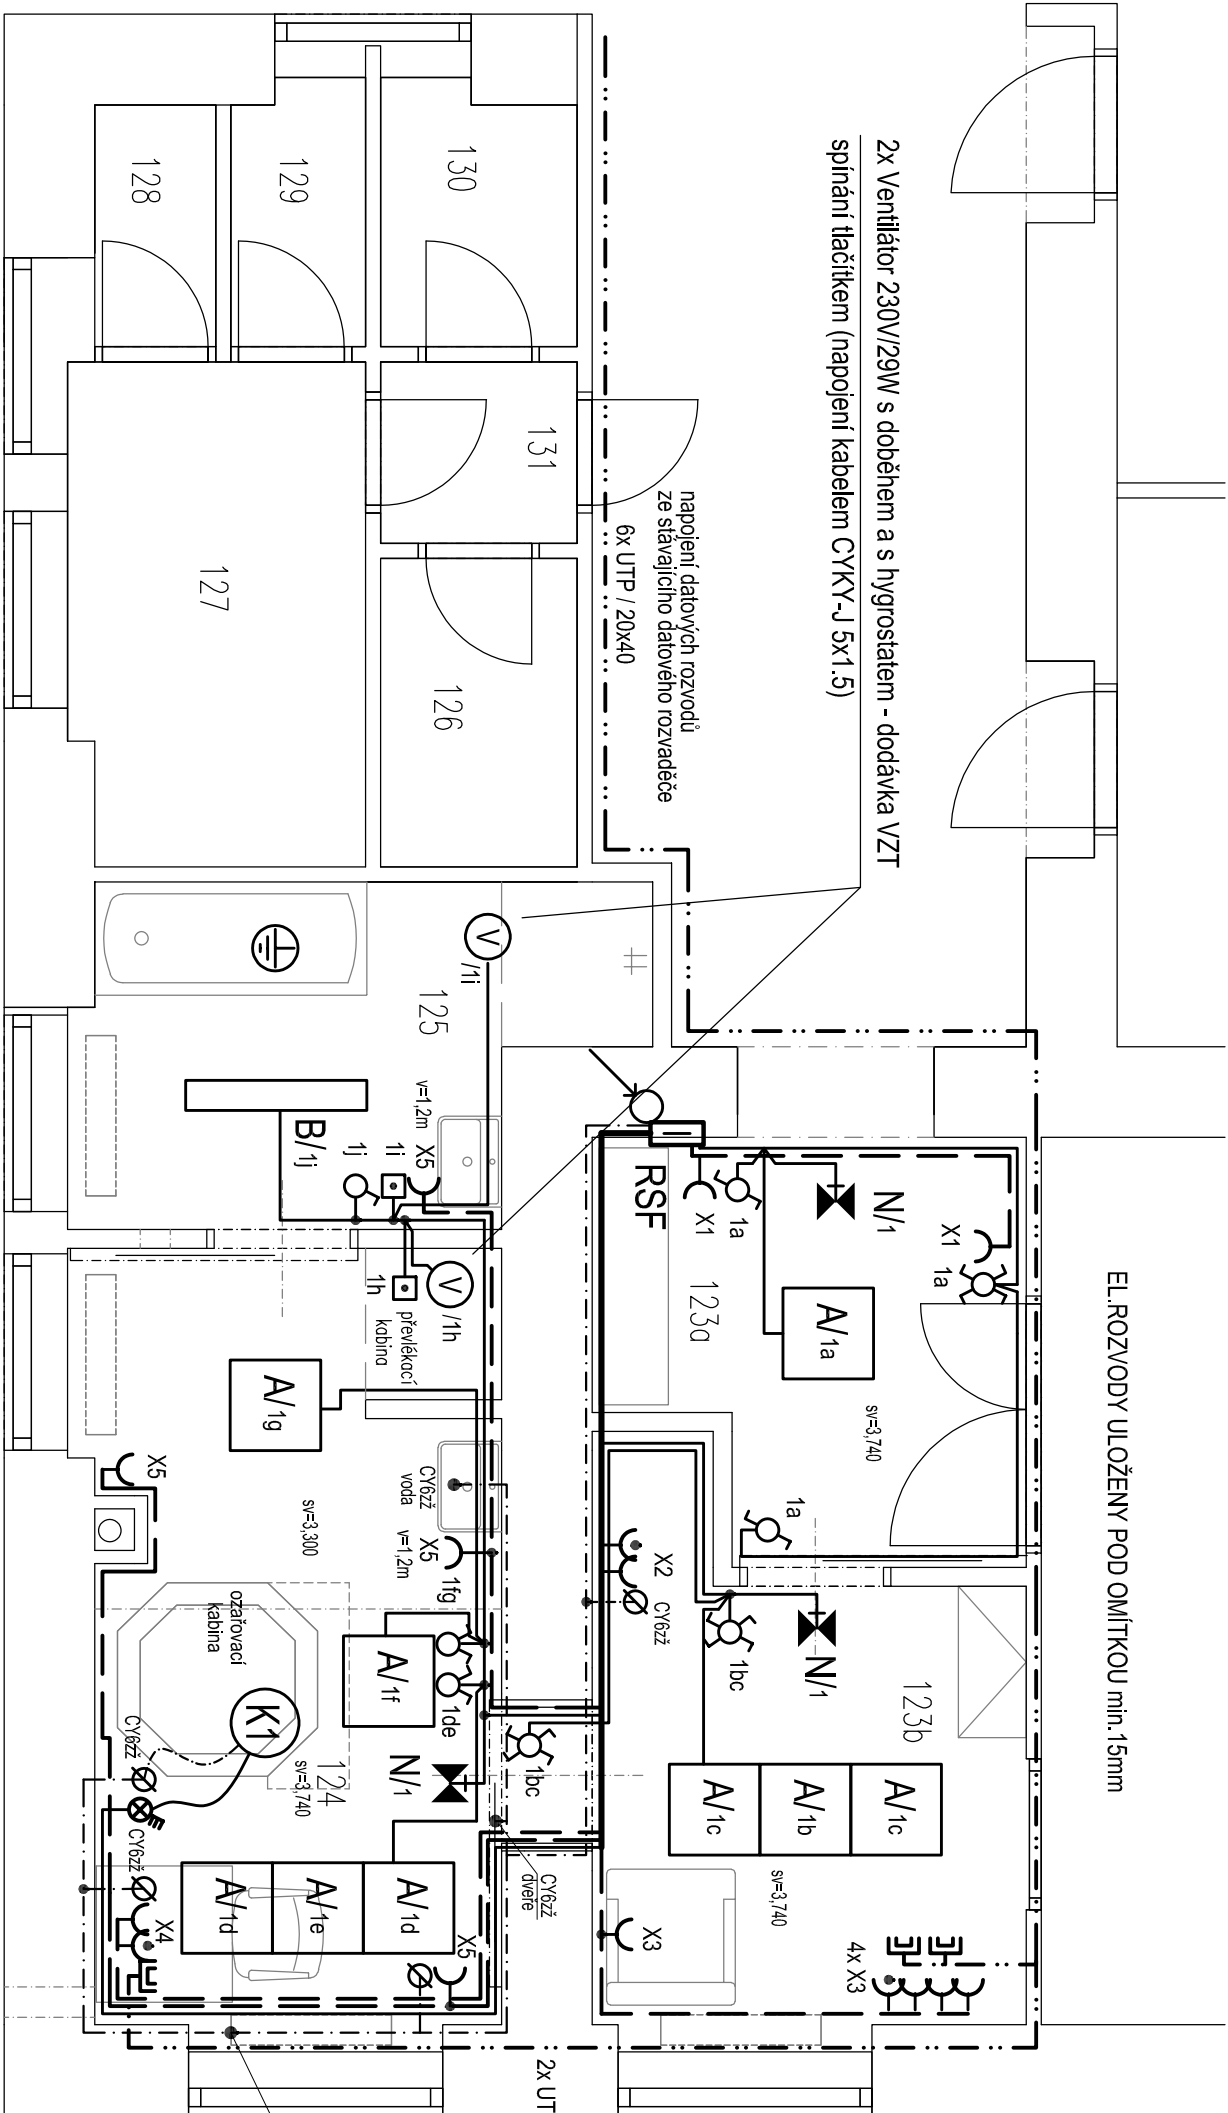 2x Ventilátor 230V/29W s doběhem a s hygrostatem - dodávka VZT
spínání tlačítkem (napojení kabelem CYKY-J 5x1.5)
EL.ROZVODY ULOŽENY POD OMÍTKOU min.15mm
napojení datových rozvodů
ze stávajícího datového rozvaděče
6x UTP / 20x40
130
129
128
131
127
126
125
V
/1i
v=1,2m
X5
1i
1j
B/1j
1h
V
/1h
převlékací
kabina
RSF
X1
1a
N/1
X1
1a
A/1a
123a
sv=3,740
1a
X2
CY6zž
1bc
N/1
123b
A/1c
A/1b
A/1c
sv=3,740
X3
4x X3
A/1g
X5
sv=3,300
CY6zž
voda
X5
v=1,2m
1fg
1de
A/1f
ozařovací
kabina
K1
CY6zž
124
sv=3,740
N/1
1bc
CY6zž
dveře
CY6zž
A/1d
A/1e
A/1d
X4
X5
2x UT